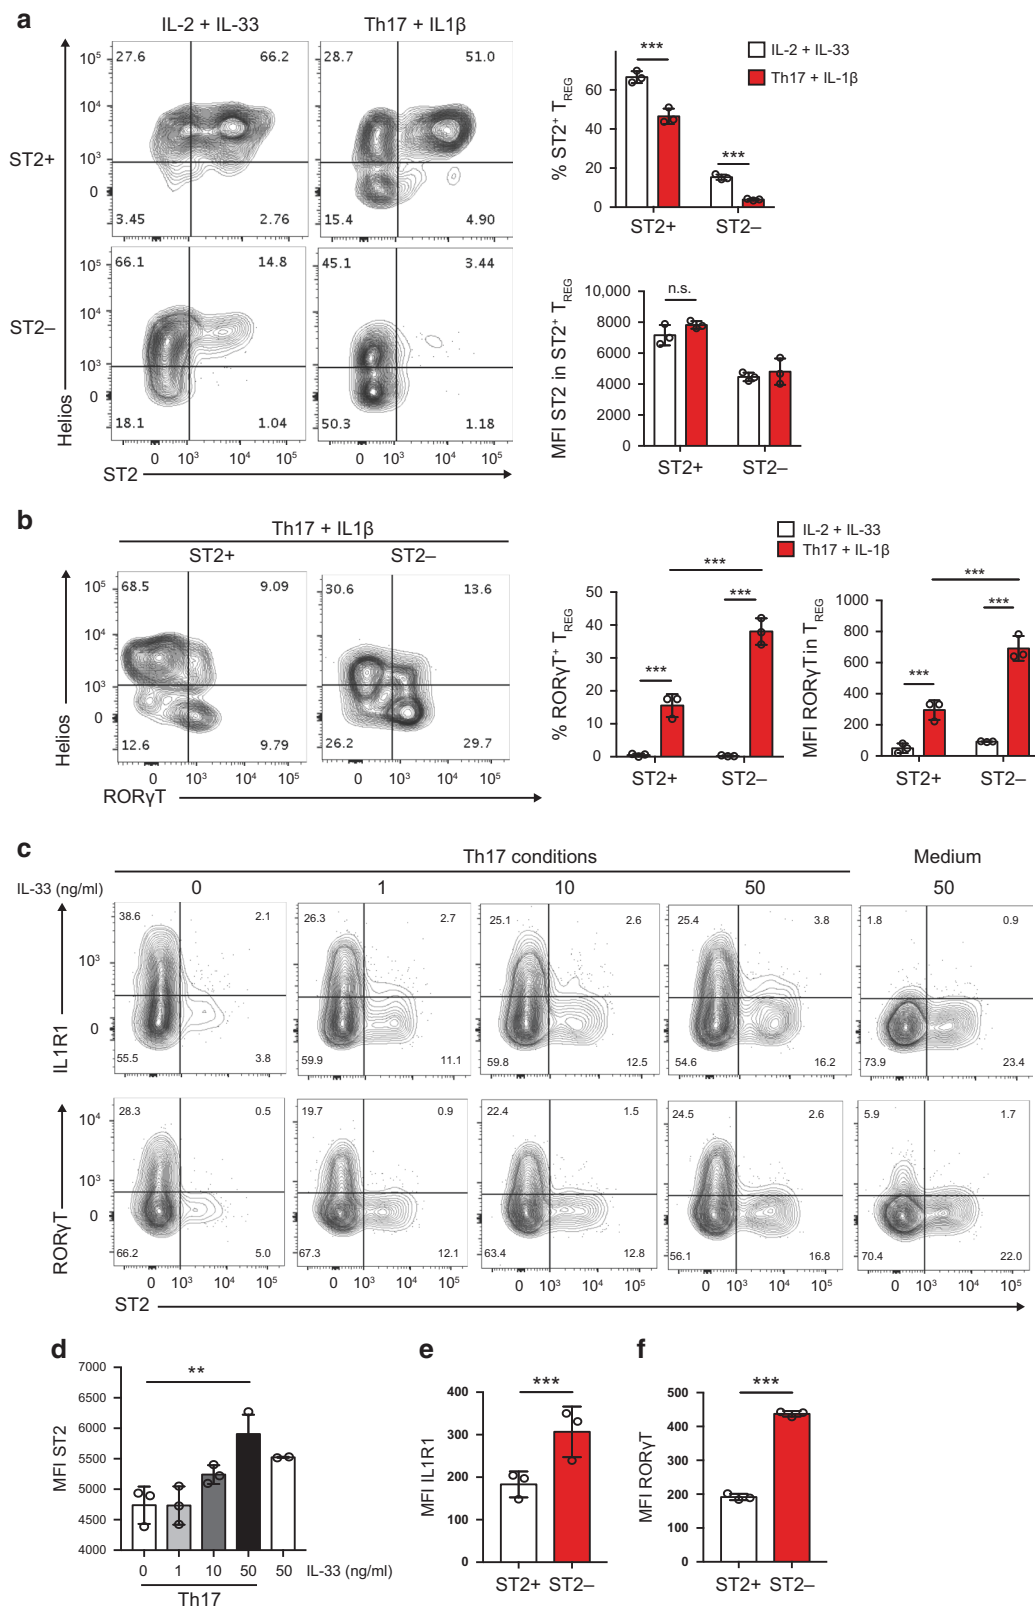 a
IL-2 + IL-33
Th17 + IL1β
ST2+
27.6 66.2
3.45 2.76
10⁵
10⁴
10³
0
28.7 51.0
15.4 4.90
ST2−
66.1 14.8
18.1 1.04
10⁵
10⁴
10³
0
45.1 3.44
50.3 1.18
0 10³ 10⁴ 10⁵
0 10³ 10⁴ 10⁵
Helios
ST2
IL-2 + IL-33
Th17 + IL-1β
% ST2⁺ T_REG
60
40
20
0
***
***
ST2+ ST2−
MFI ST2 in ST2⁺ T_REG
10,000
8000
6000
4000
2000
0
n.s.
ST2+ ST2−
b
Th17 + IL1β
ST2+ ST2−
10⁵
10⁴
10³
0
68.5 9.09
12.6 9.79
30.6 13.6
26.2 29.7
0 10³ 10⁴ 10⁵
0 10³ 10⁴ 10⁵
Helios
RORγT
IL-2 + IL-33
Th17 + IL-1β
% RORγT⁺ T_REG
50
40
30
20
10
0
***
***
***
ST2+ ST2−
MFI RORγT in T_REG
1000
800
600
400
200
0
***
***
***
ST2+ ST2−
c
Th17 conditions
Medium
IL-33 (ng/ml) 0 1 10 50 50
IL1R1
10³
0
38.6 2.1
55.5 3.8
26.3 2.7
59.9 11.1
25.1 2.6
59.8 12.5
25.4 3.8
54.6 16.2
1.8 0.9
73.9 23.4
RORγT
10⁴
10³
0
28.3 0.5
66.2 5.0
19.7 0.9
67.3 12.1
22.4 1.5
63.4 12.8
24.5 2.6
56.1 16.8
5.9 1.7
70.4 22.0
0 10³ 10⁴ 10⁵
0 10³ 10⁴ 10⁵
0 10³ 10⁴ 10⁵
0 10³ 10⁴ 10⁵
0 10³ 10⁴ 10⁵
ST2
d
MFI ST2
7000
6500
6000
5500
5000
4500
4000
**
0 1 10 50 50 IL-33 (ng/ml)
Th17
e
MFI IL1R1
400
300
200
100
0
***
ST2+ ST2−
f
MFI RORγT
500
400
300
200
100
0
***
ST2+ ST2−